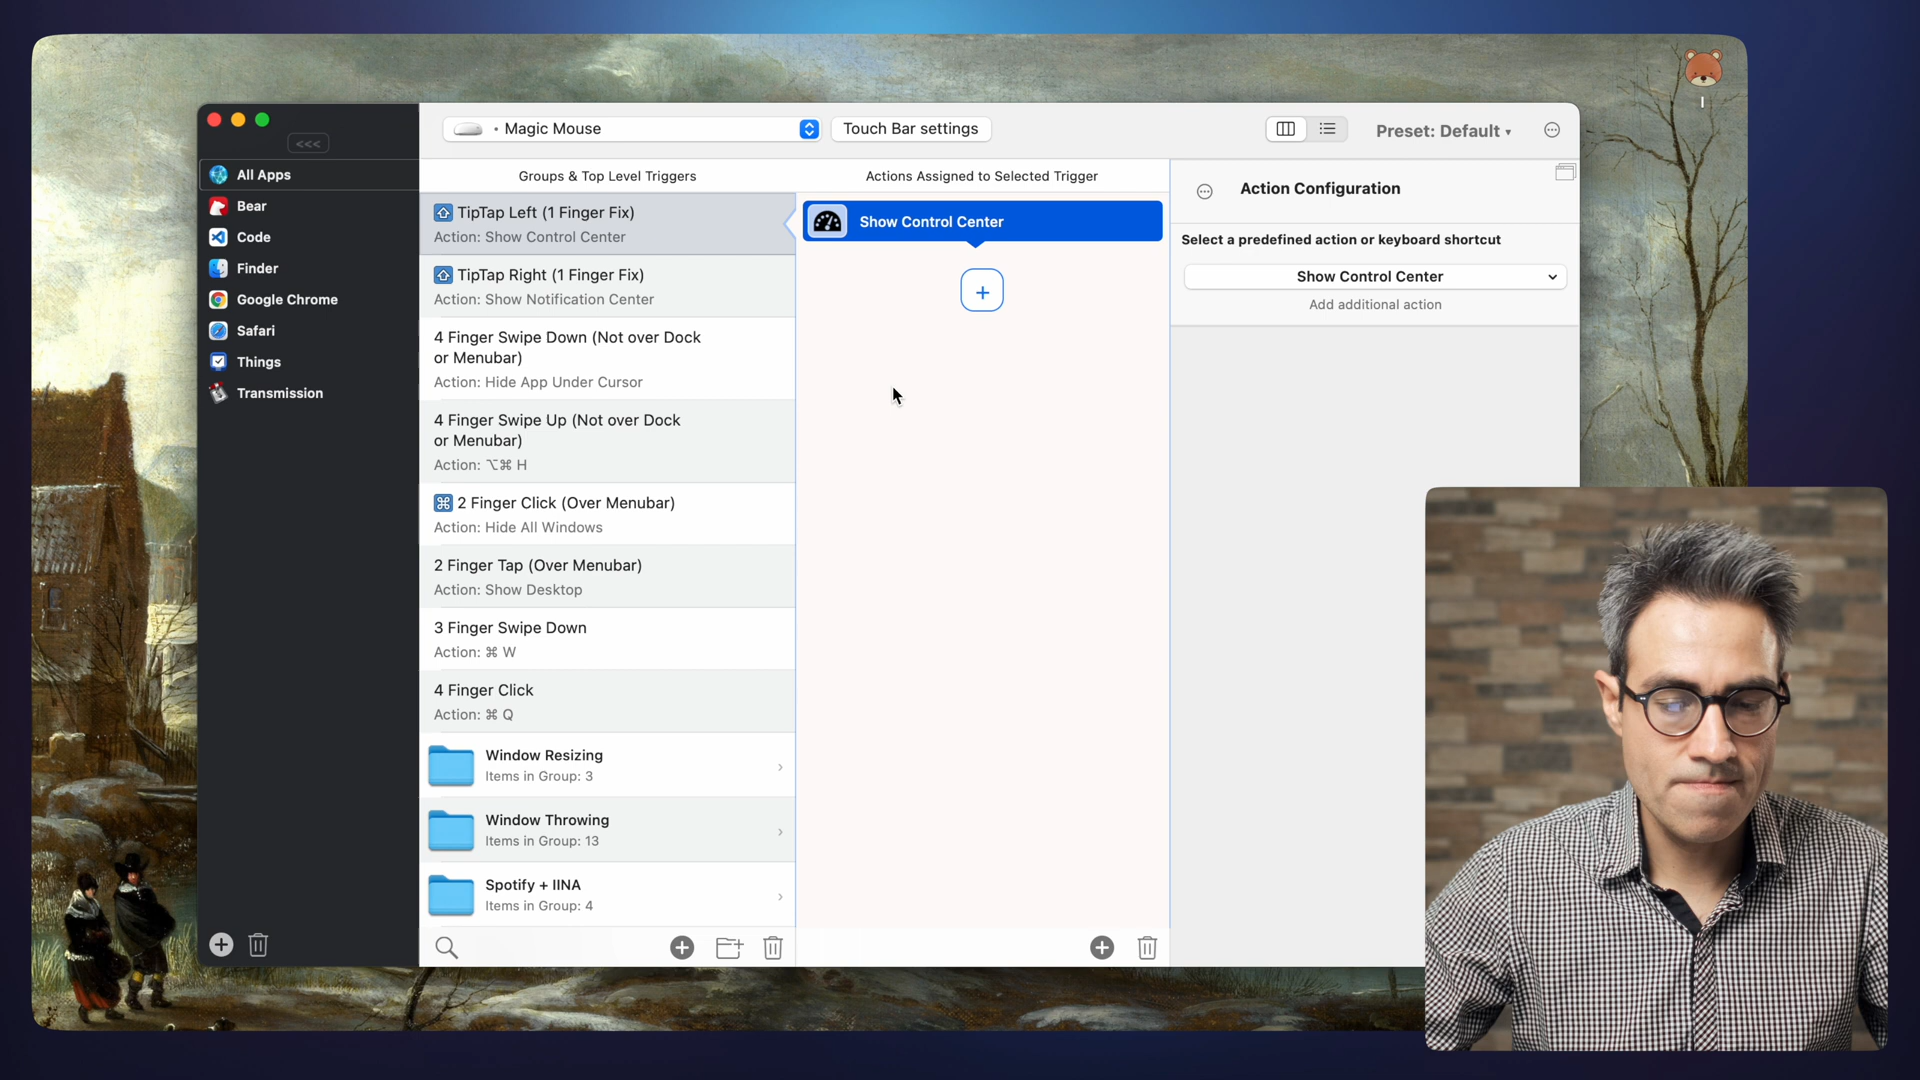 <<<
• Magic Mouse
Touch Bar settings
Preset: Default ▾
All Apps
Bear
Code
Finder
Google Chrome
Safari
Things
Transmission
Groups & Top Level Triggers
TipTap Left (1 Finger Fix)
Action: Show Control Center
TipTap Right (1 Finger Fix)
Action: Show Notification Center
4 Finger Swipe Down (Not over Dock
or Menubar)
Action: Hide App Under Cursor
4 Finger Swipe Up (Not over Dock
or Menubar)
Action: ⌥⌘ H
⌘ 2 Finger Click (Over Menubar)
Action: Hide All Windows
2 Finger Tap (Over Menubar)
Action: Show Desktop
3 Finger Swipe Down
Action: ⌘ W
4 Finger Click
Action: ⌘ Q
Window Resizing
Items in Group: 3
Window Throwing
Items in Group: 13
Spotify + IINA
Items in Group: 4
Actions Assigned to Selected Trigger
Show Control Center
Action Configuration
Select a predefined action or keyboard shortcut
Show Control Center
Add additional action